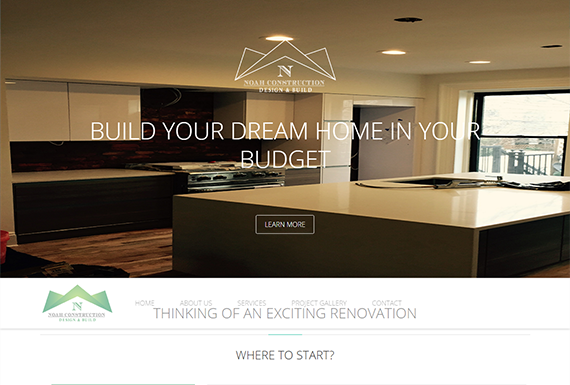 N
NOAH CONSTRUCTION
DESIGN & BUILD
BUILD YOUR DREAM HOME IN YOUR
BUDGET
LEARN MORE
N
NOAH CONSTRUCTION
DESIGN & BUILD
HOME ABOUT US SERVICES PROJECT GALLERY CONTACT
THINKING OF AN EXCITING RENOVATION
WHERE TO START?